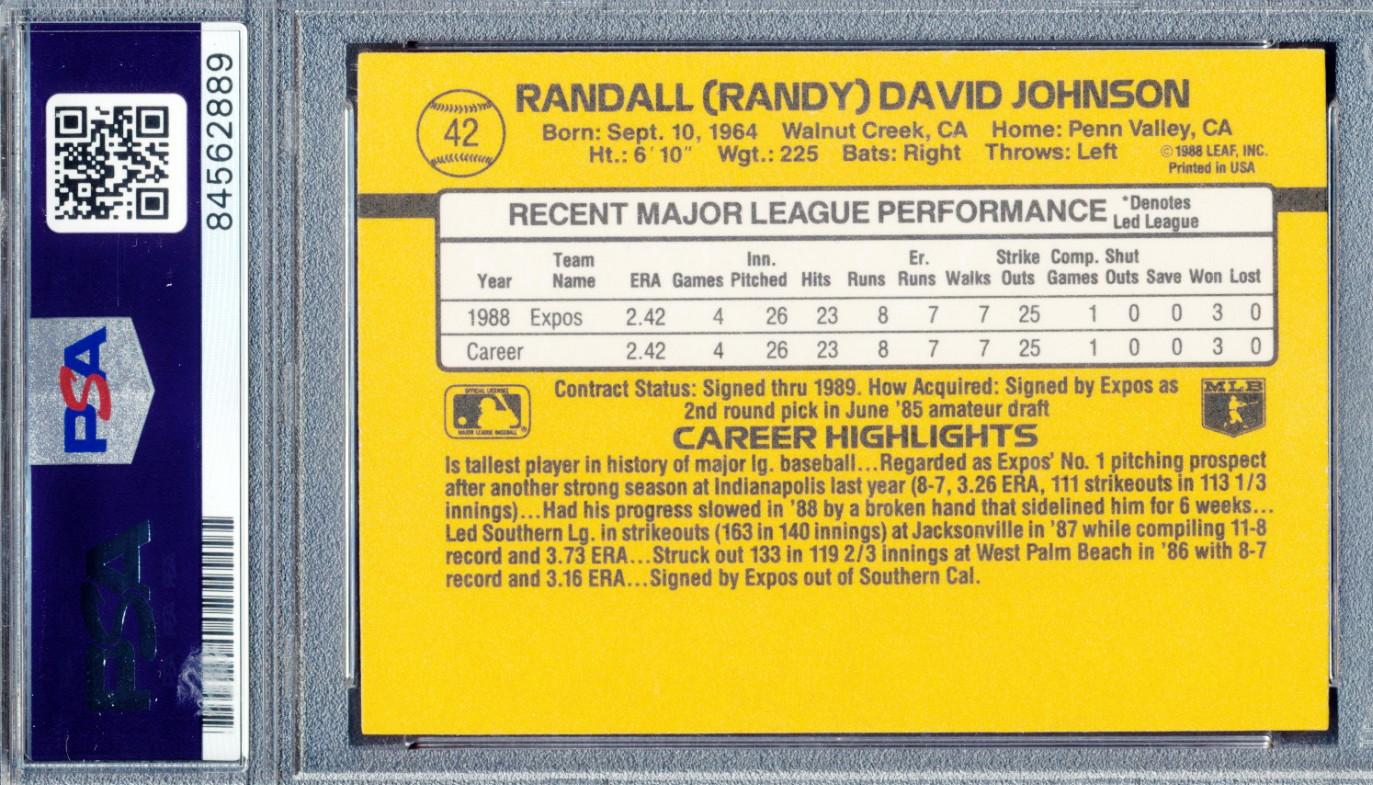 84562889
PSA
PSA
42
RANDALL (RANDY) DAVID JOHNSON
Born: Sept. 10, 1964 Walnut Creek, CA Home: Penn Valley, CA
Ht.: 6' 10" Wgt.: 225 Bats: Right Throws: Left
©1988 LEAF, INC.
Printed in USA
RECENT MAJOR LEAGUE PERFORMANCE
*Denotes
Led League
Year Team Name ERA Games Inn. Pitched Hits Runs Er. Runs Walks Strike Outs Comp. Games Shut Outs Save Won Lost
1988 Expos 2.42 4 26 23 8 7 7 25 1 0 0 3 0
Career 2.42 4 26 23 8 7 7 25 1 0 0 3 0
OFFICIAL LICENSEE
MAJOR LEAGUE BASEBALL
Contract Status: Signed thru 1989. How Acquired: Signed by Expos as
2nd round pick in June '85 amateur draft
MLB
CAREER HIGHLIGHTS
Is tallest player in history of major lg. baseball...Regarded as Expos' No. 1 pitching prospect
after another strong season at Indianapolis last year (8-7, 3.26 ERA, 111 strikeouts in 113 1/3
innings)...Had his progress slowed in '88 by a broken hand that sidelined him for 6 weeks...
Led Southern Lg. in strikeouts (163 in 140 innings) at Jacksonville in '87 while compiling 11-8
record and 3.73 ERA...Struck out 133 in 119 2/3 innings at West Palm Beach in '86 with 8-7
record and 3.16 ERA...Signed by Expos out of Southern Cal.